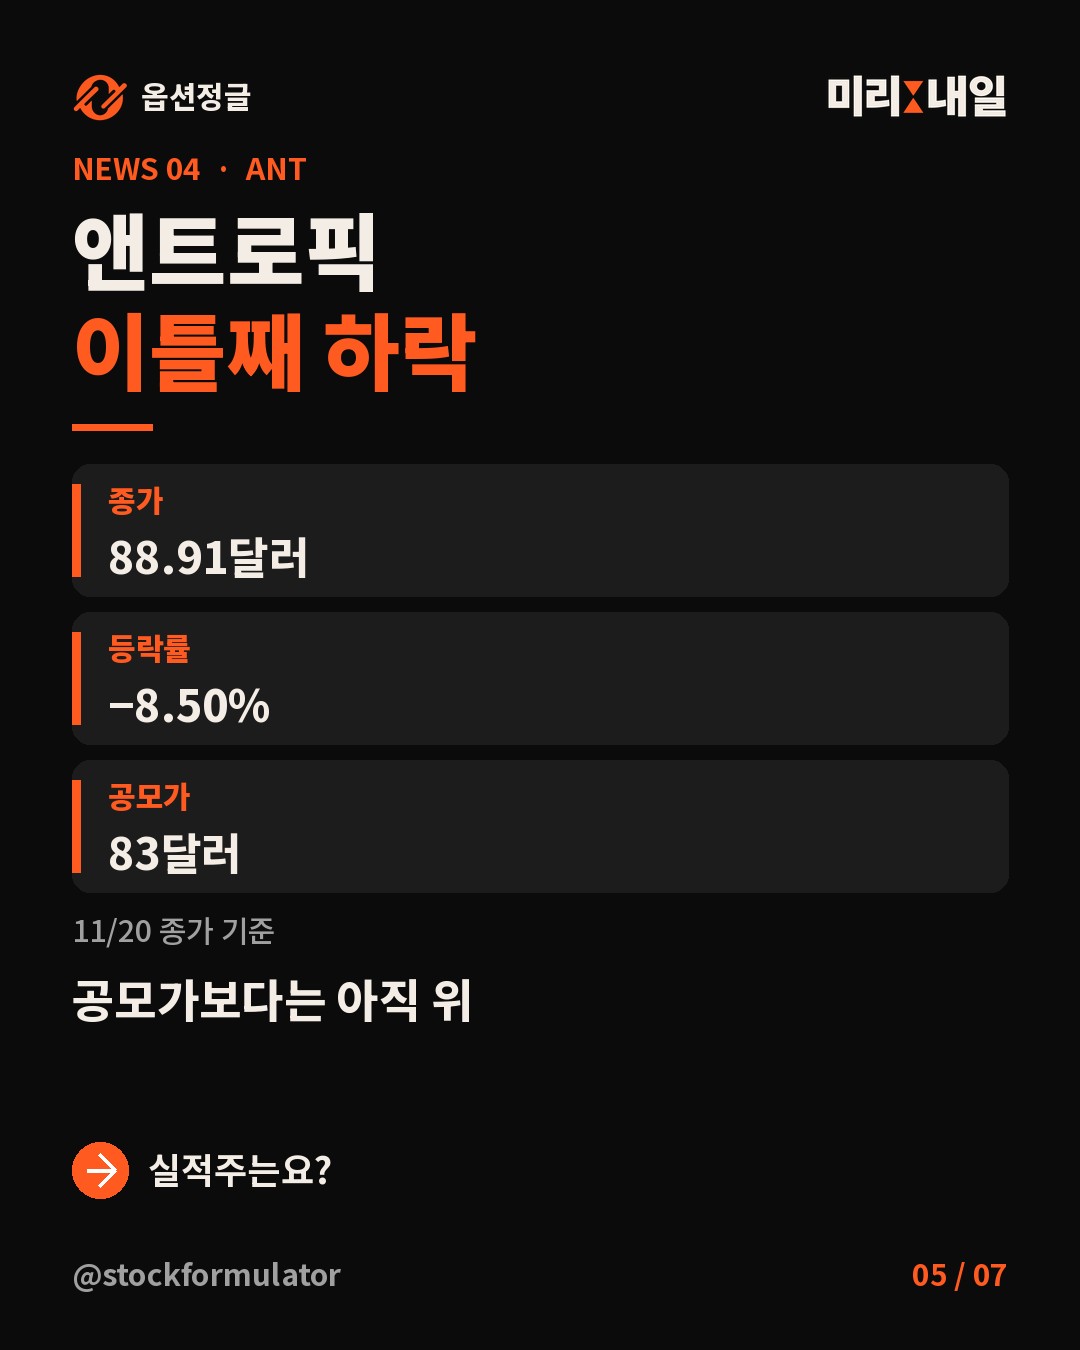 옵션정글
미리내일
NEWS 04 · ANT
앤트로픽
이틀째 하락
종가
88.91달러
등락률
−8.50%
공모가
83달러
11/20 종가 기준
공모가보다는 아직 위
실적주는요?
@stockformulator
05 / 07